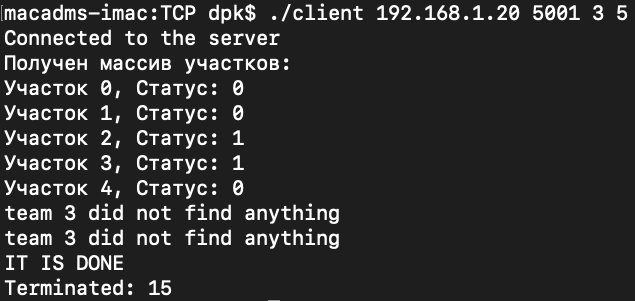 macadms-imac:TCP dpk$ ./client 192.168.1.20 5001 3 5
Connected to the server
Получен массив участков:
Участок 0, Статус: 0
Участок 1, Статус: 0
Участок 2, Статус: 1
Участок 3, Статус: 1
Участок 4, Статус: 0
team 3 did not find anything
team 3 did not find anything
IT IS DONE
Terminated: 15